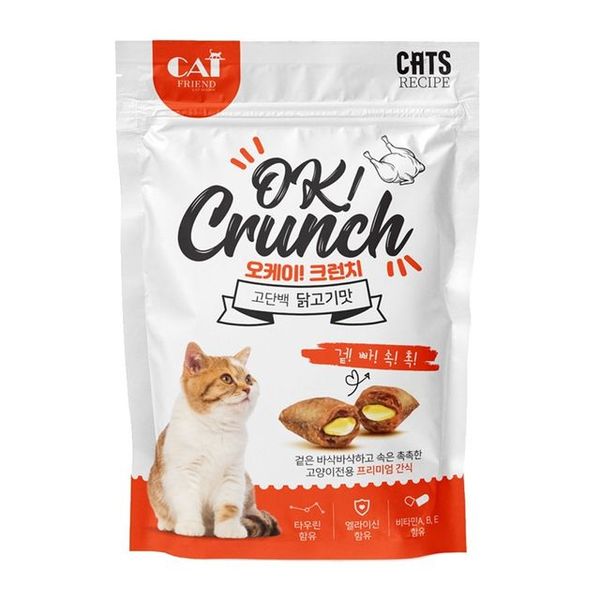 CAT
FRIEND
CATS
RECIPE
OK!
Crunch
오케이! 크런치
고단백 닭고기맛
겉! 빠! 속! 촉!
겉은 바삭바삭하고 속은 촉촉한
고양이전용 프리미엄 간식
타우린
함유
엘라이신
함유
비타민A, B, E
함유